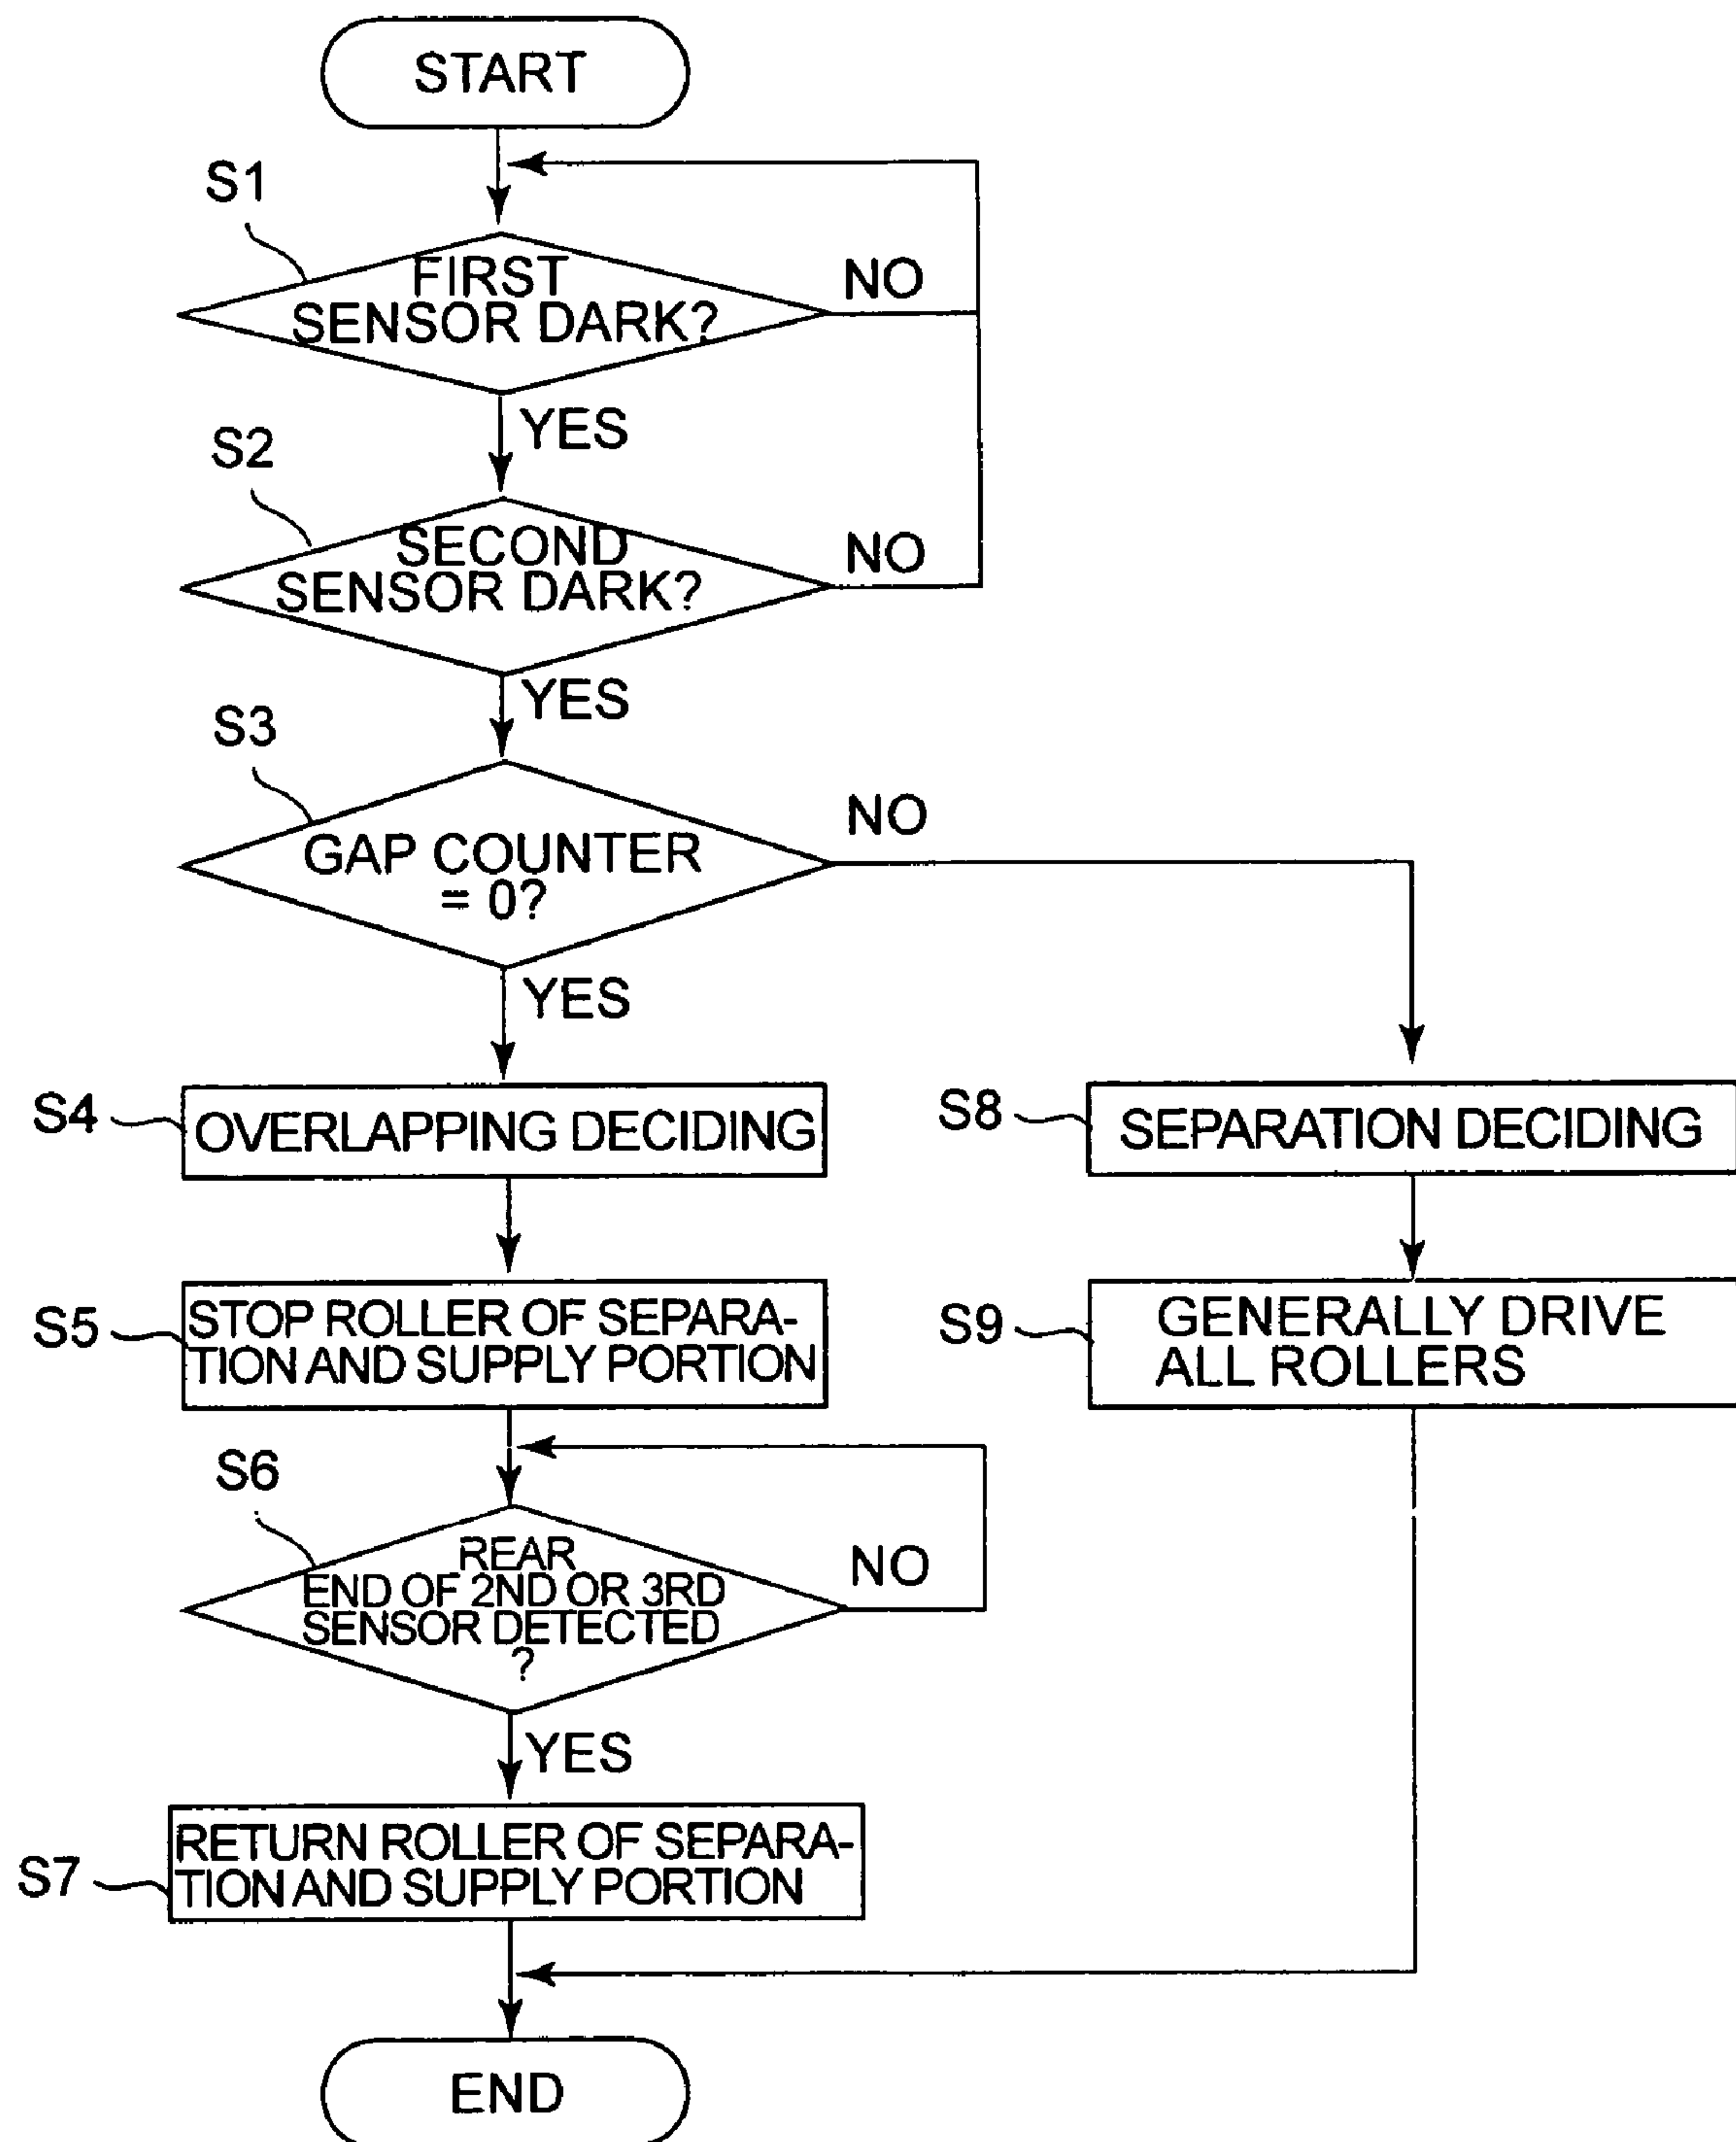 START
S1
FIRST
SENSOR DARK?
NO
YES
S2
SECOND
SENSOR DARK?
NO
YES
S3
GAP COUNTER
= 0?
NO
YES
S4
OVERLAPPING DECIDING
S8
SEPARATION DECIDING
S5
STOP ROLLER OF SEPARA-
TION AND SUPPLY PORTION
S9
GENERALLY DRIVE
ALL ROLLERS
S6
REAR
END OF 2ND OR 3RD
SENSOR DETECTED
?
NO
YES
S7
RETURN ROLLER OF SEPARA-
TION AND SUPPLY PORTION
END